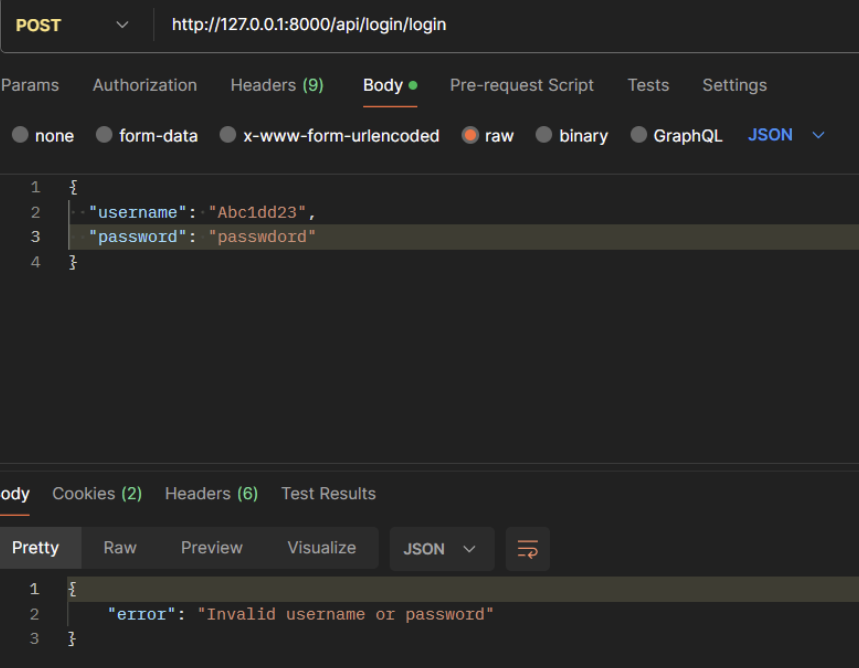 POST http://127.0.0.1:8000/api/login/login
Params Authorization Headers (9) Body Pre-request Script Tests Settings
none form-data x-www-form-urlencoded raw binary GraphQL JSON
1 {
2 "username": "Abc1dd23",
3 "password": "passwdord"
4 }
ody Cookies (2) Headers (6) Test Results
Pretty Raw Preview Visualize JSON
1 {
2 "error": "Invalid username or password"
3 }